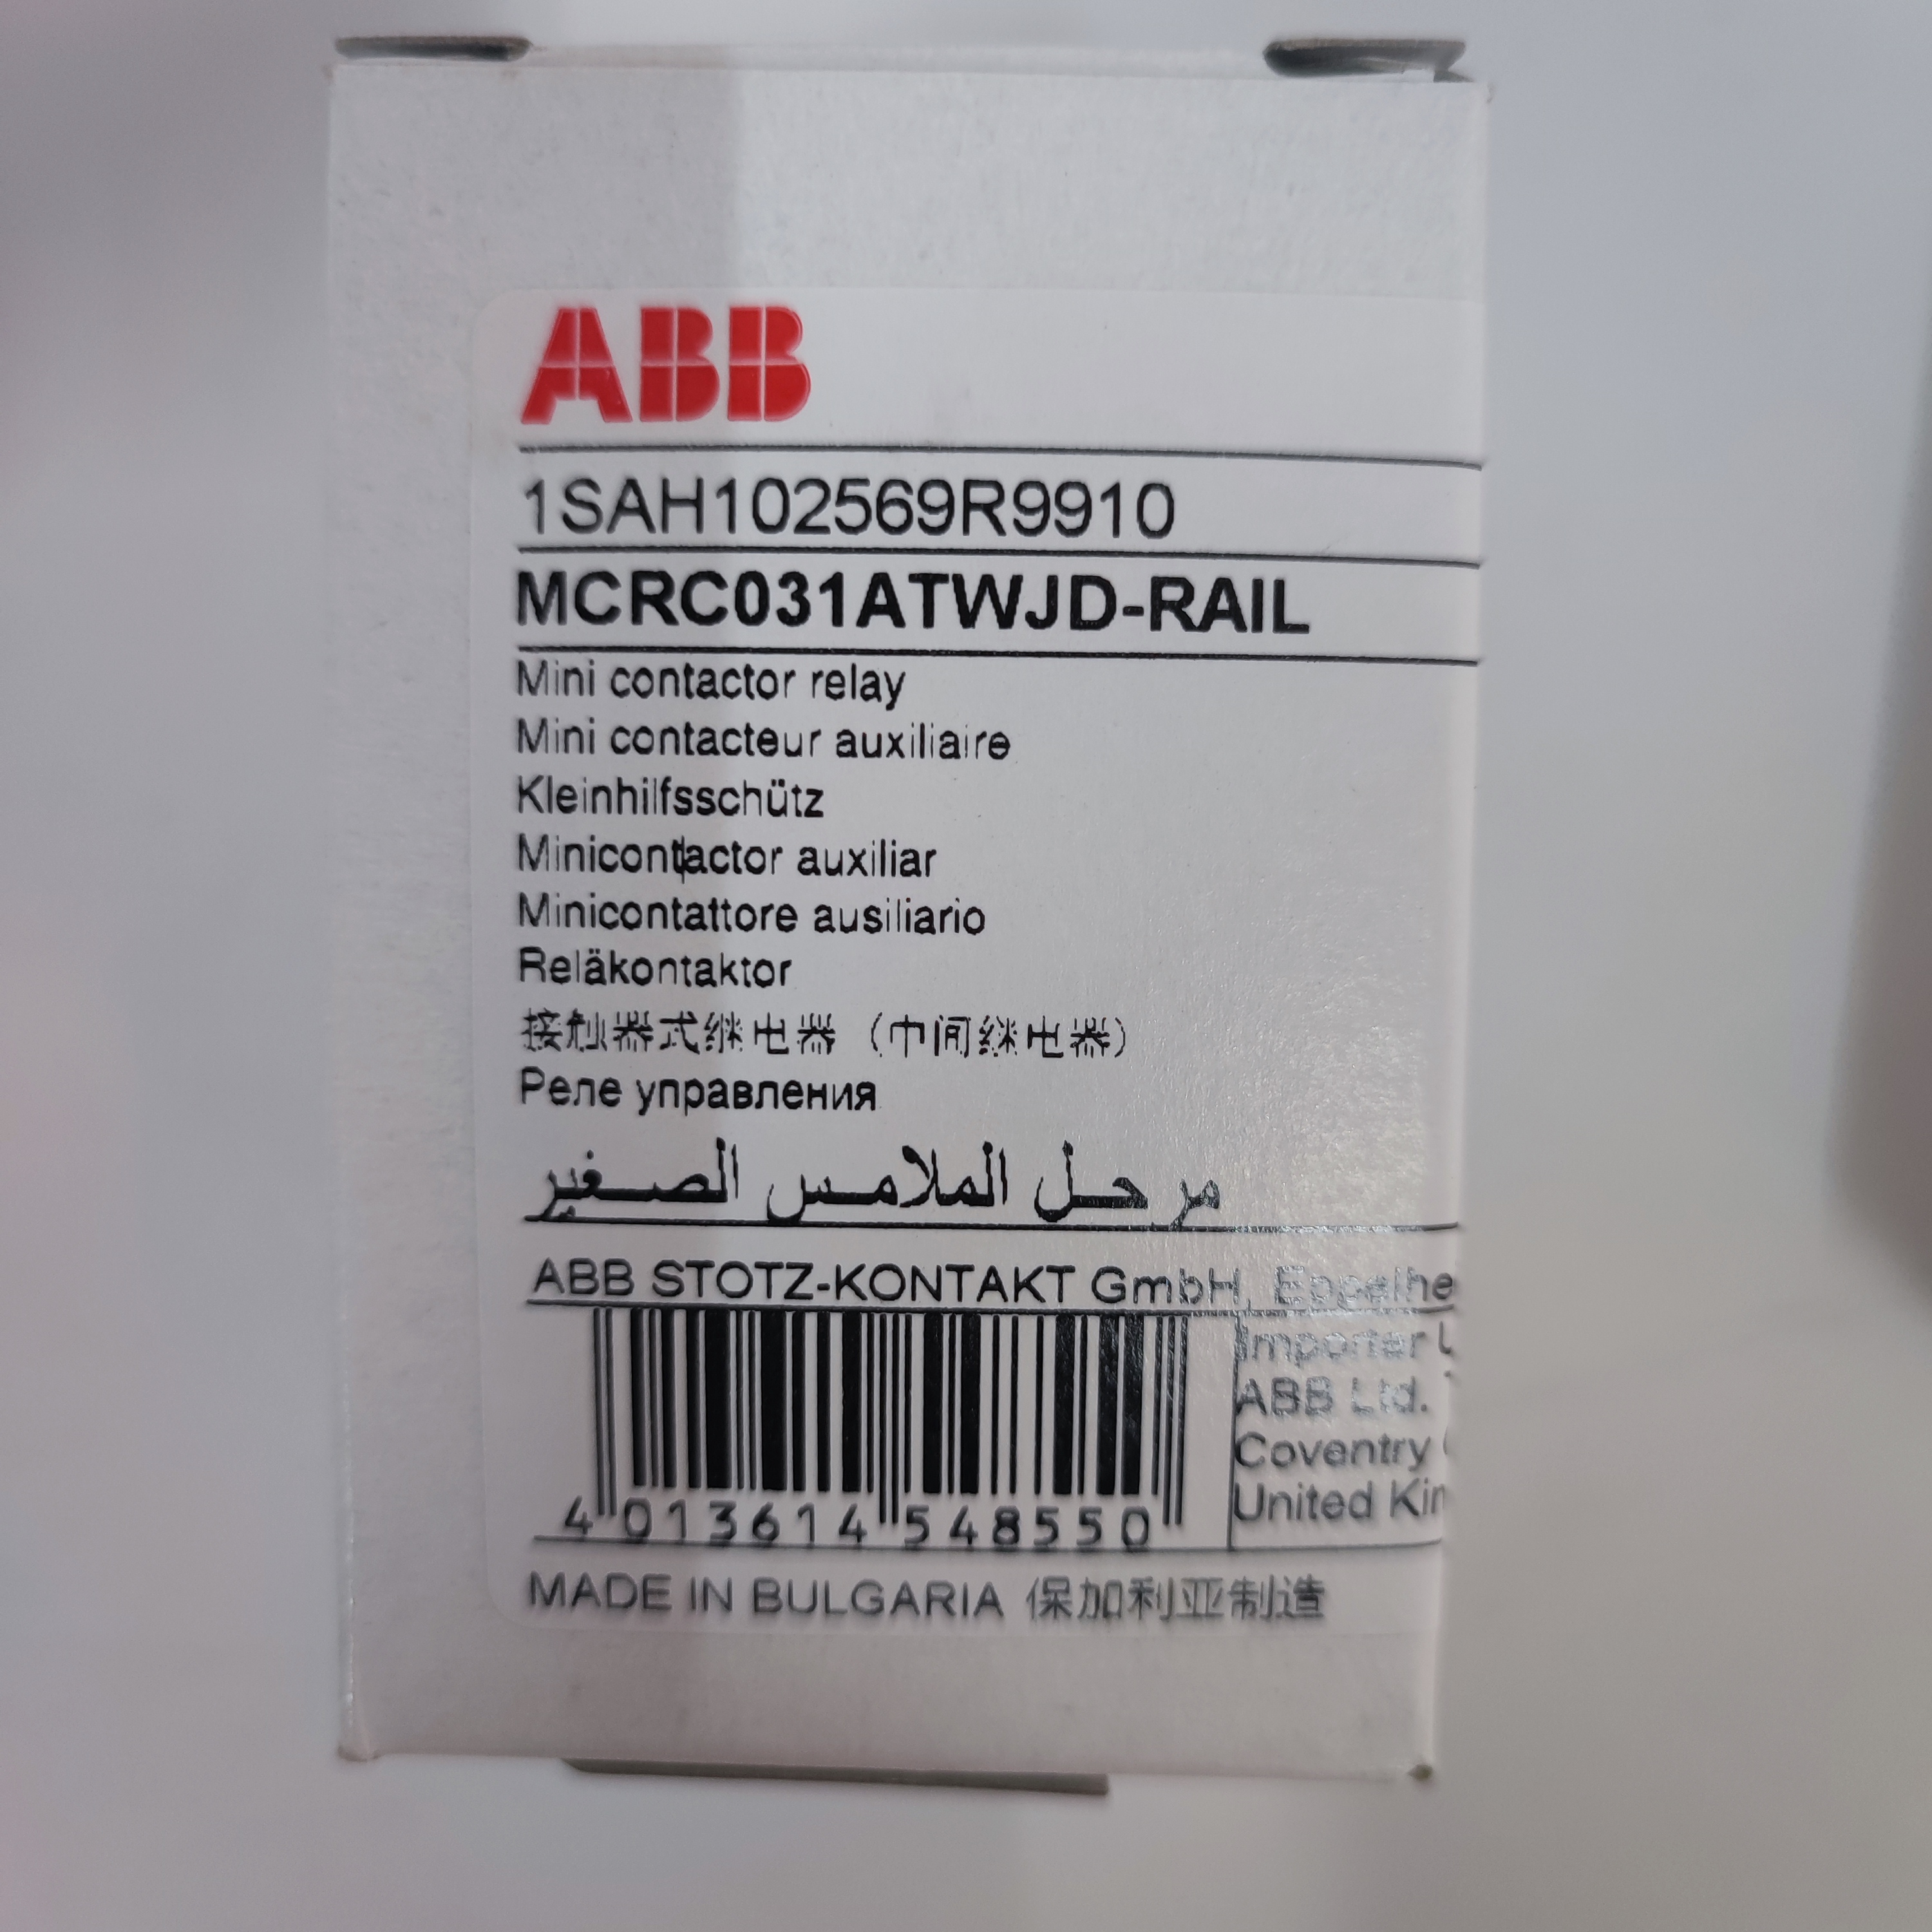 ABB
1SAH102569R9910
MCRC031ATWJD-RAIL
Mini contactor relay
Mini contacteur auxiliaire
Kleinhilfsschütz
Minicontactor auxiliar
Minicontattore ausiliario
Reläkontaktor
接触器式继电器（中间继电器）
Реле управления
مرحل الملامس الصغير
ABB STOTZ-KONTAKT GmbH,
Importer
ABB Ltd.
Coventry
United
4 013614 548550
MADE IN BULGARIA 保加利亚制造